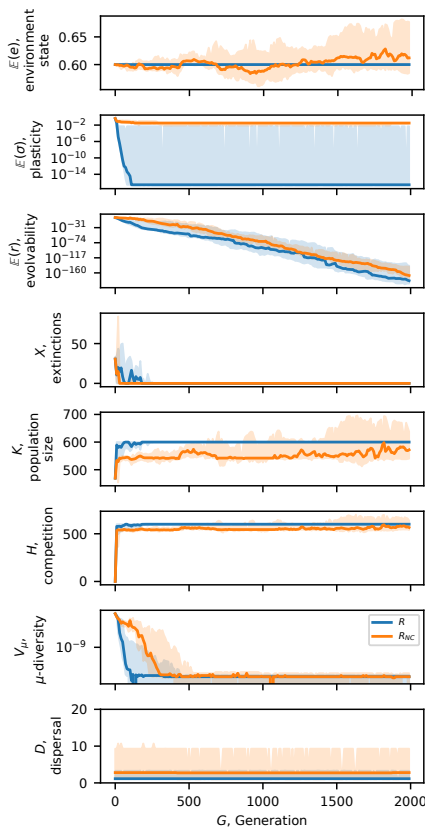 𝔼(e),
environment
state
0.65
0.60
𝔼(σ),
plasticity
10⁻²
10⁻⁶
10⁻¹⁰
10⁻¹⁴
𝔼(r),
evolvability
10⁻³¹
10⁻⁷⁴
10⁻¹¹⁷
10⁻¹⁶⁰
X,
extinctions
50
0
K,
population
size
700
600
500
H,
competition
500
0
V_μ,
μ-diversity
10⁻⁹
R
R_NC
D,
dispersal
20
10
0
0 500 1000 1500 2000
G, Generation